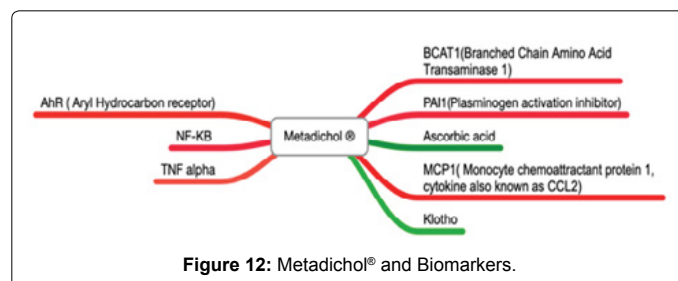 BCAT1(Branched Chain Amino Acid
Transaminase 1)
AhR ( Aryl Hydrocarbon receptor)
PAI1(Plasminogen activation inhibitor)
NF-KB
Metadichol ®
Ascorbic acid
TNF alpha
MCP1( Monocyte chemoattractant protein 1,
cytokine also known as CCL2)
Klotho
Figure 12: Metadichol® and Biomarkers.